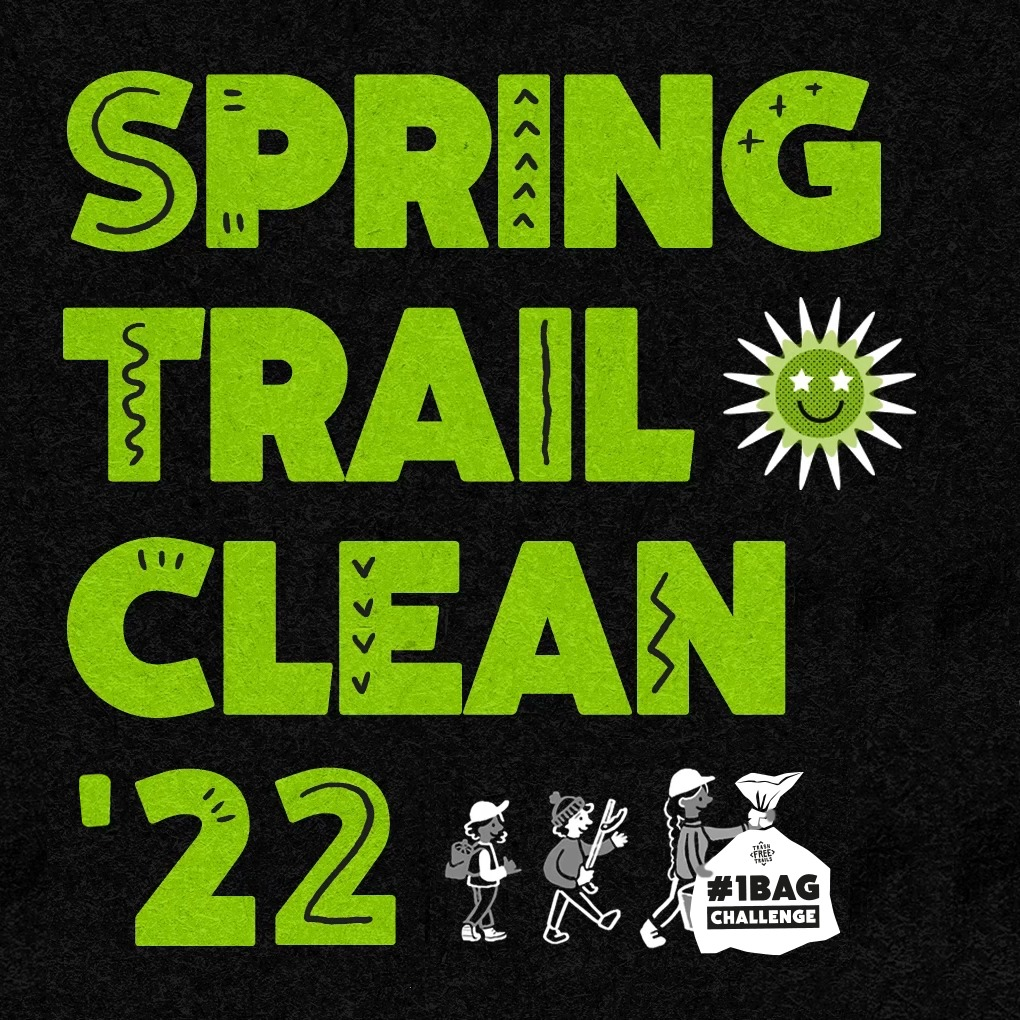 SPRING
TRAIL
CLEAN
'22
TRASH
FREE
TRAILS
#1BAG
CHALLENGE